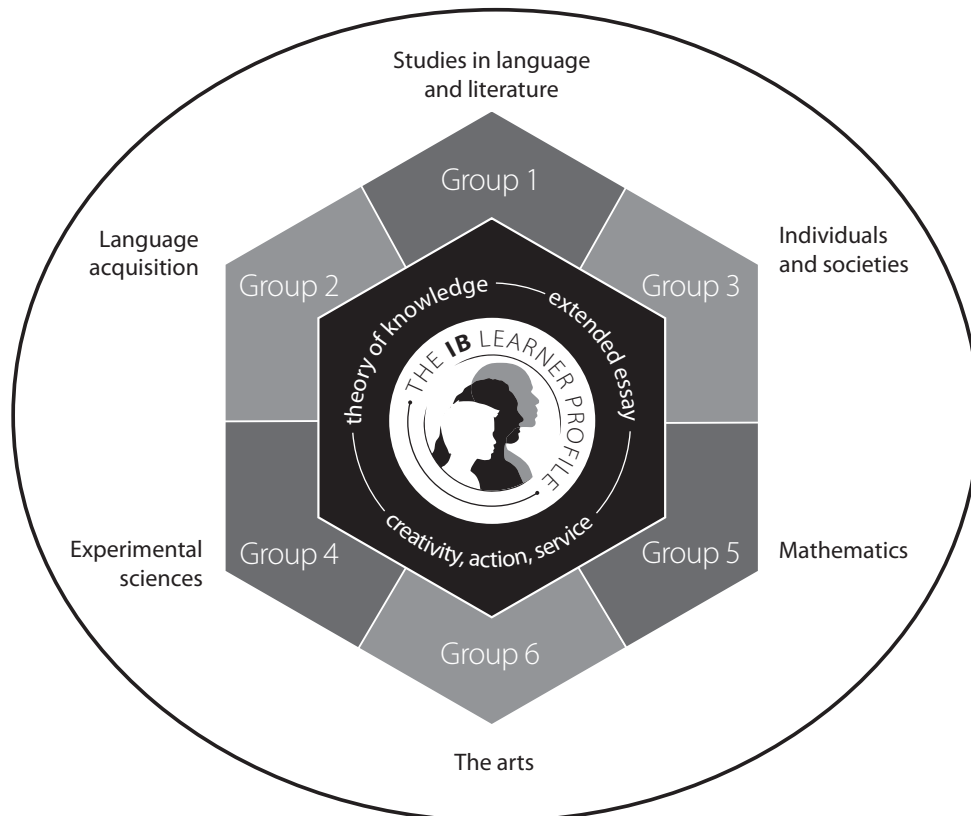 Studies in language
and literature
Group 1
Language
acquisition
Group 2
Individuals
and societies
Group 3
theory of knowledge
extended essay
THE IB LEARNER PROFILE
creativity, action, service
Experimental
sciences
Group 4
Group 5
Mathematics
Group 6
The arts